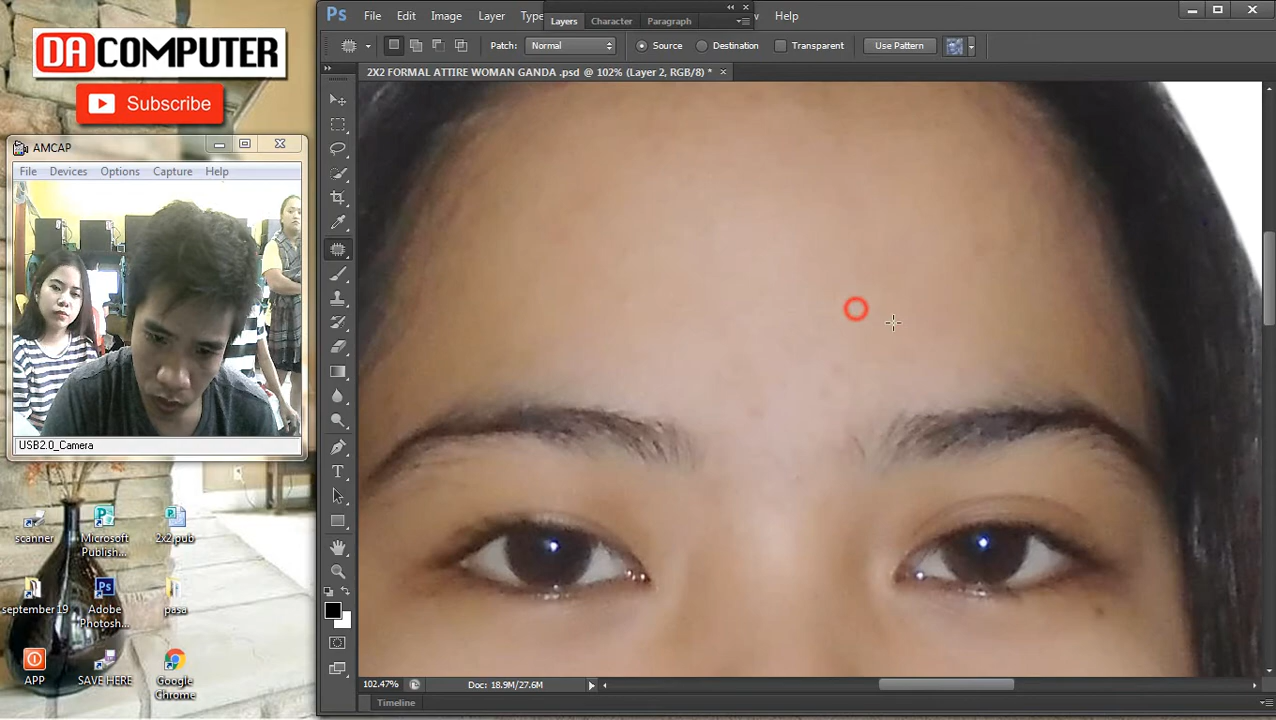 DA COMPUTER
Subscribe
AMCAP
File Devices Options Capture Help
USB2.0_Camera
scanner
Microsoft Publish...
2x2.pub
september 19
Adobe Photosh...
pasa
APP
SAVE HERE
Google Chrome
Ps File Edit Image Layer Type Help
Layers Character Paragraph
Patch: Normal Source Destination Transparent Use Pattern
2X2 FORMAL ATTIRE WOMAN GANDA .psd @ 102% (Layer 2, RGB/8) *
T
102.47% Doc: 18.9M/27.6M
Timeline